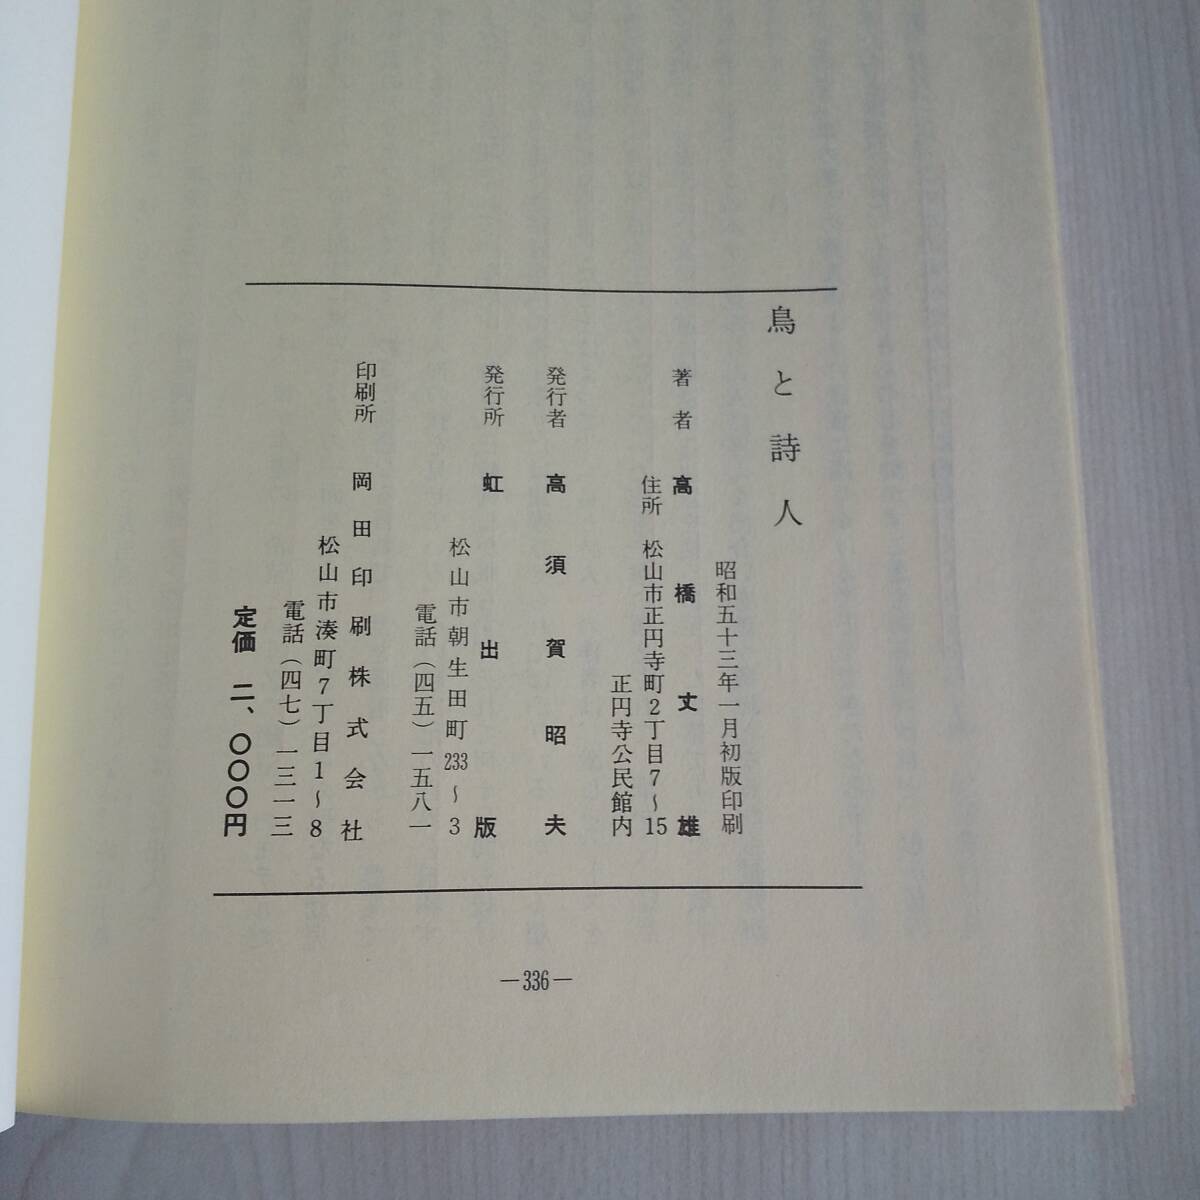 鳥と詩人
昭和五十三年一月初版印刷
著者 高橋丈雄
住所 松山市正円寺町2丁目7〜15
正円寺公民館内
発行者 高須賀昭夫
発行所 虹出版
松山市朝生田町233〜3
電話(四五)一五八一
印刷所 岡田印刷株式会社
松山市湊町7丁目1〜8
電話(四七)一三一三
定価 二、〇〇〇円
—336—